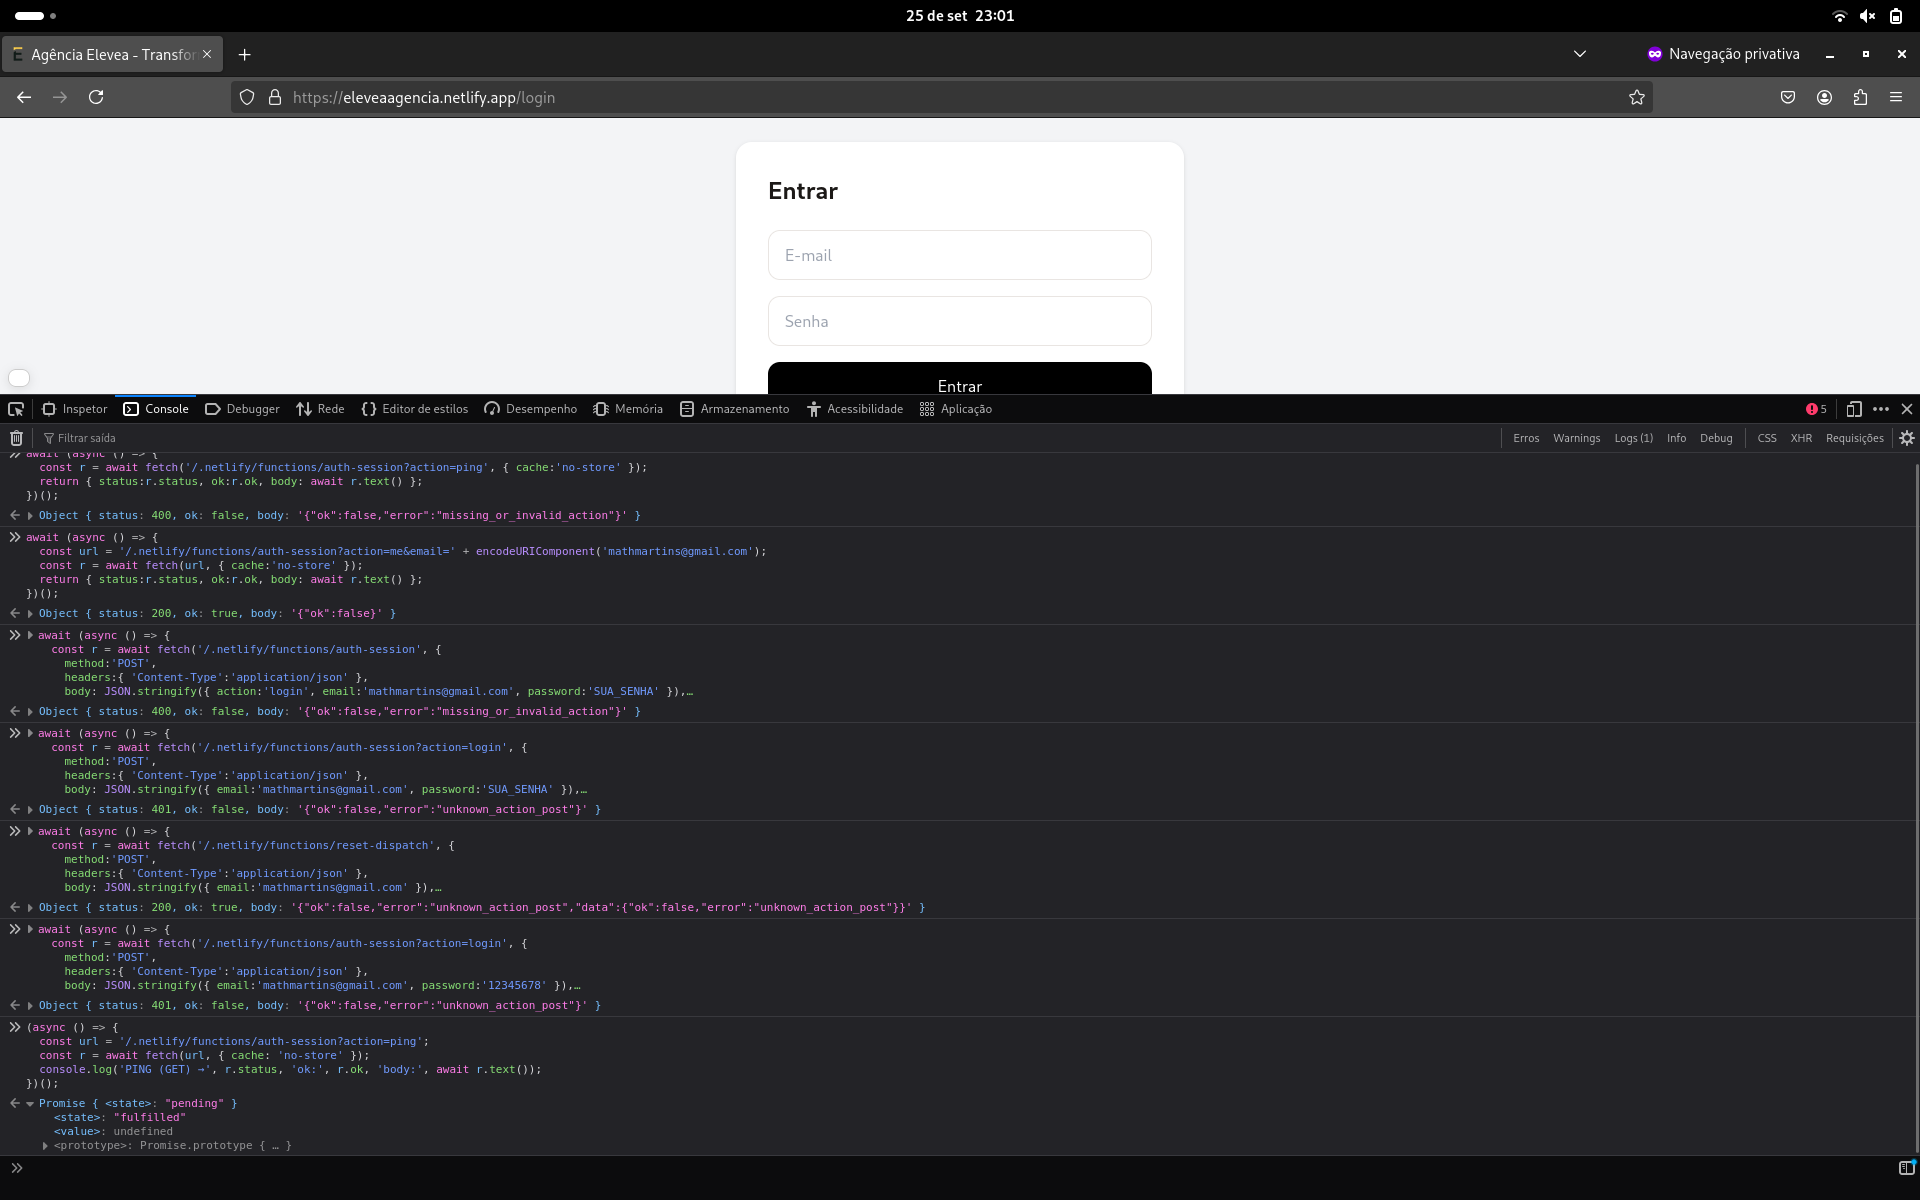 25 de set 23:01
Agência Elevea - Transfor
Navegação privativa
https://eleveaagencia.netlify.app/login
Entrar
E-mail
Senha
Entrar
Inspetor Console Debugger Rede Editor de estilos Desempenho Memória Armazenamento Acessibilidade Aplicação 5
Filtrar saída Erros Warnings Logs (1) Info Debug CSS XHR Requisições
await (async () => {
const r = await fetch('/.netlify/functions/auth-session?action=ping', { cache:'no-store' });
return { status:r.status, ok:r.ok, body: await r.text() };
})();
Object { status: 400, ok: false, body: '{"ok":false,"error":"missing_or_invalid_action"}' }
await (async () => {
const url = '/.netlify/functions/auth-session?action=me&email=' + encodeURIComponent('mathmartins@gmail.com');
const r = await fetch(url, { cache:'no-store' });
return { status:r.status, ok:r.ok, body: await r.text() };
})();
Object { status: 200, ok: true, body: '{"ok":false}' }
await (async () => {
const r = await fetch('/.netlify/functions/auth-session', {
method:'POST',
headers:{ 'Content-Type':'application/json' },
body: JSON.stringify({ action:'login', email:'mathmartins@gmail.com', password:'SUA_SENHA' }),…
Object { status: 400, ok: false, body: '{"ok":false,"error":"missing_or_invalid_action"}' }
await (async () => {
const r = await fetch('/.netlify/functions/auth-session?action=login', {
method:'POST',
headers:{ 'Content-Type':'application/json' },
body: JSON.stringify({ email:'mathmartins@gmail.com', password:'SUA_SENHA' }),…
Object { status: 401, ok: false, body: '{"ok":false,"error":"unknown_action_post"}' }
await (async () => {
const r = await fetch('/.netlify/functions/reset-dispatch', {
method:'POST',
headers:{ 'Content-Type':'application/json' },
body: JSON.stringify({ email:'mathmartins@gmail.com' }),…
Object { status: 200, ok: true, body: '{"ok":false,"error":"unknown_action_post","data":{"ok":false,"error":"unknown_action_post"}}' }
await (async () => {
const r = await fetch('/.netlify/functions/auth-session?action=login', {
method:'POST',
headers:{ 'Content-Type':'application/json' },
body: JSON.stringify({ email:'mathmartins@gmail.com', password:'12345678' }),…
Object { status: 401, ok: false, body: '{"ok":false,"error":"unknown_action_post"}' }
(async () => {
const url = '/.netlify/functions/auth-session?action=ping';
const r = await fetch(url, { cache: 'no-store' });
console.log('PING (GET) →', r.status, 'ok:', r.ok, 'body:', await r.text());
})();
Promise { <state>: "pending" }
<state>: "fulfilled"
<value>: undefined
<prototype>: Promise.prototype { … }